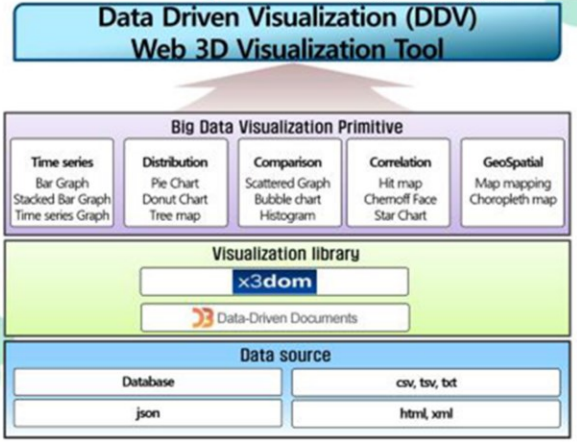 Data Driven Visualization (DDV)
Web 3D Visualization Tool
Big Data Visualization Primitive
Time series
Bar Graph
Stacked Bar Graph
Time series Graph
Distribution
Pie Chart
Donut Chart
Tree map
Comparison
Scattered Graph
Bubble chart
Histogram
Correlation
Hit map
Chernoff Face
Star Chart
GeoSpatial
Map mapping
Choropleth map
Visualization library
x3dom
D3 Data-Driven Documents
Data source
Database
csv, tsv, txt
json
html, xml